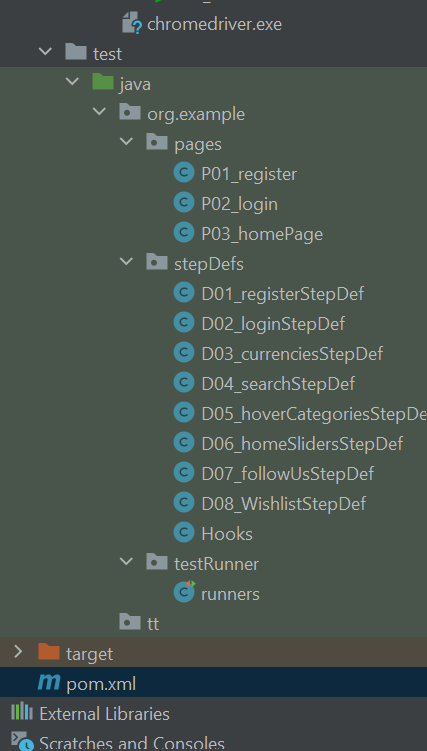 chromedriver.exe
test
java
org.example
pages
P01_register
P02_login
P03_homePage
stepDefs
D01_registerStepDef
D02_loginStepDef
D03_currenciesStepDef
D04_searchStepDef
D05_hoverCategoriesStepDe
D06_homeSlidersStepDef
D07_followUsStepDef
D08_WishlistStepDef
Hooks
testRunner
runners
tt
target
pom.xml
External Libraries
Scratches and Consoles